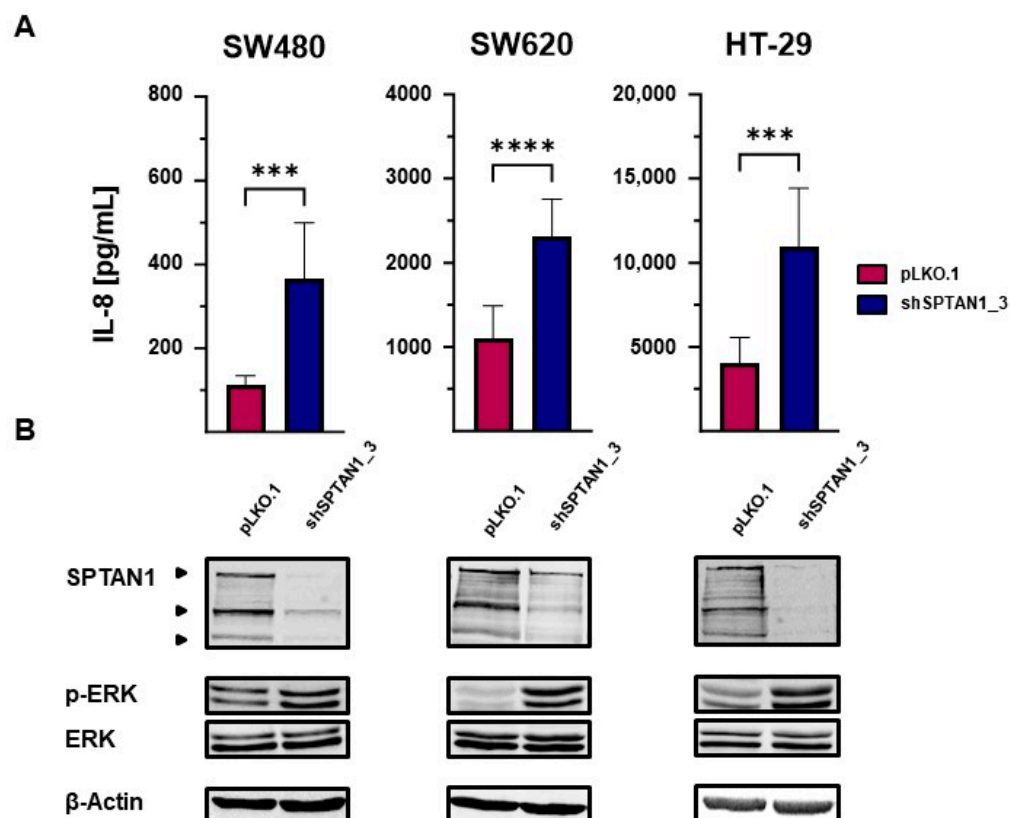 A
SW480 SW620 HT-29
800 4000 20,000
*** **** ***
600 3000 15,000
IL-8 [pg/mL]
400 2000 10,000
200 1000 5000
pLKO.1
shSPTAN1_3
B
pLKO.1 shSPTAN1_3 pLKO.1 shSPTAN1_3 pLKO.1 shSPTAN1_3
SPTAN1
p-ERK
ERK
β-Actin